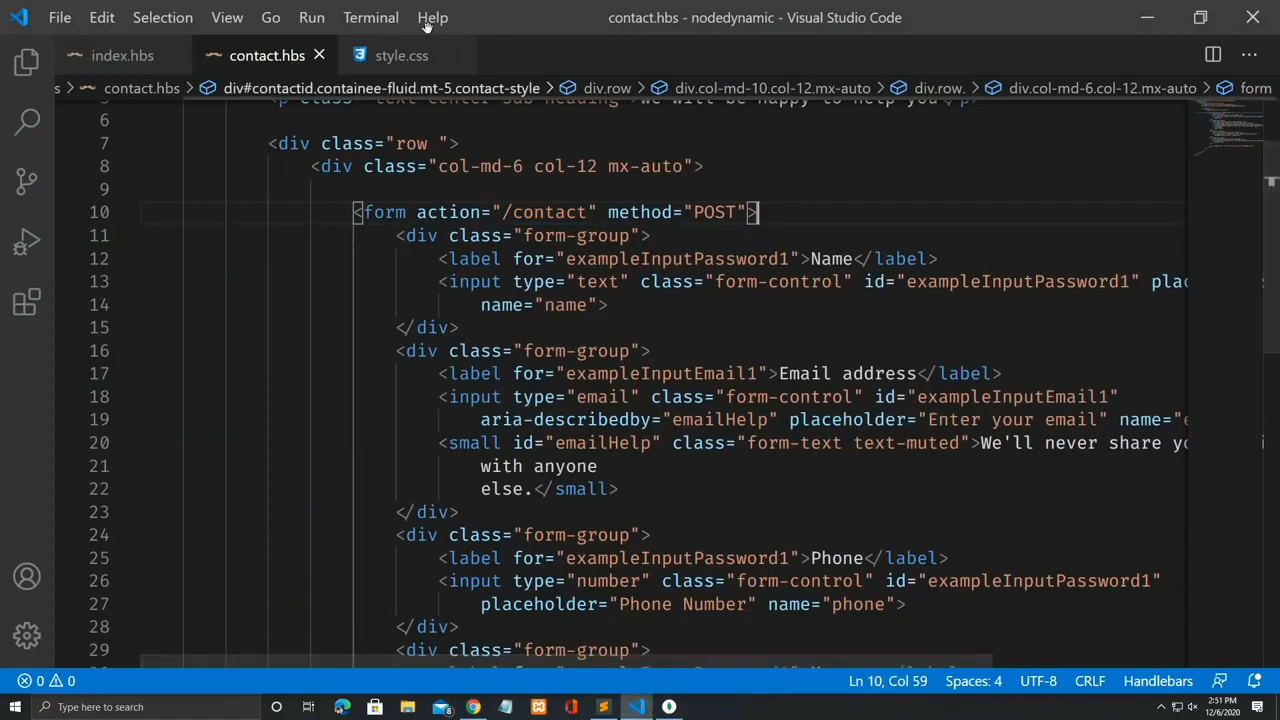 File Edit Selection View Go Run Terminal Help contact.hbs - nodedynamic - Visual Studio Code
index.hbs contact.hbs style.css
s > contact.hbs > div#contactid.containee-fluid.mt-5.contact-style > div.row > div.col-md-10.col-12.mx-auto > div.row. > div.col-md-6.col-12.mx-auto > form
6
7 <div class="row ">
8 <div class="col-md-6 col-12 mx-auto">
9
10 <form action="/contact" method="POST">
11 <div class="form-group">
12 <label for="exampleInputPassword1">Name</label>
13 <input type="text" class="form-control" id="exampleInputPassword1" plac
14 name="name">
15 </div>
16 <div class="form-group">
17 <label for="exampleInputEmail1">Email address</label>
18 <input type="email" class="form-control" id="exampleInputEmail1"
19 aria-describedby="emailHelp" placeholder="Enter your email" name="e
20 <small id="emailHelp" class="form-text text-muted">We'll never share yo
21 with anyone
22 else.</small>
23 </div>
24 <div class="form-group">
25 <label for="exampleInputPassword1">Phone</label>
26 <input type="number" class="form-control" id="exampleInputPassword1"
27 placeholder="Phone Number" name="phone">
28 </div>
29 <div class="form-group">
0 0 Ln 10, Col 59 Spaces: 4 UTF-8 CRLF Handlebars
Type here to search
2:51 PM
12/6/2020